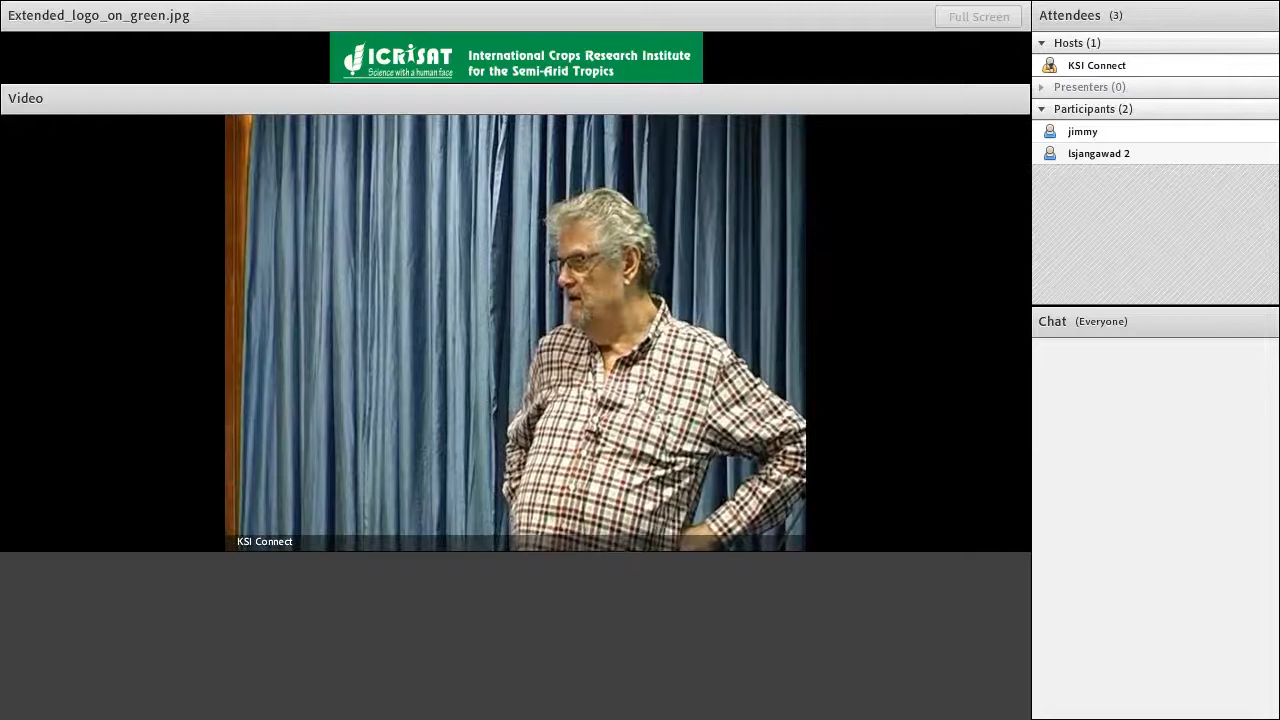 Extended_logo_on_green.jpg
Full Screen
ICRISAT
Science with a human face
International Crops Research Institute
for the Semi-Arid Tropics
Video
KSI Connect
Attendees (3)
Hosts (1)
KSI Connect
Presenters (0)
Participants (2)
jimmy
lsjangawad 2
Chat (Everyone)